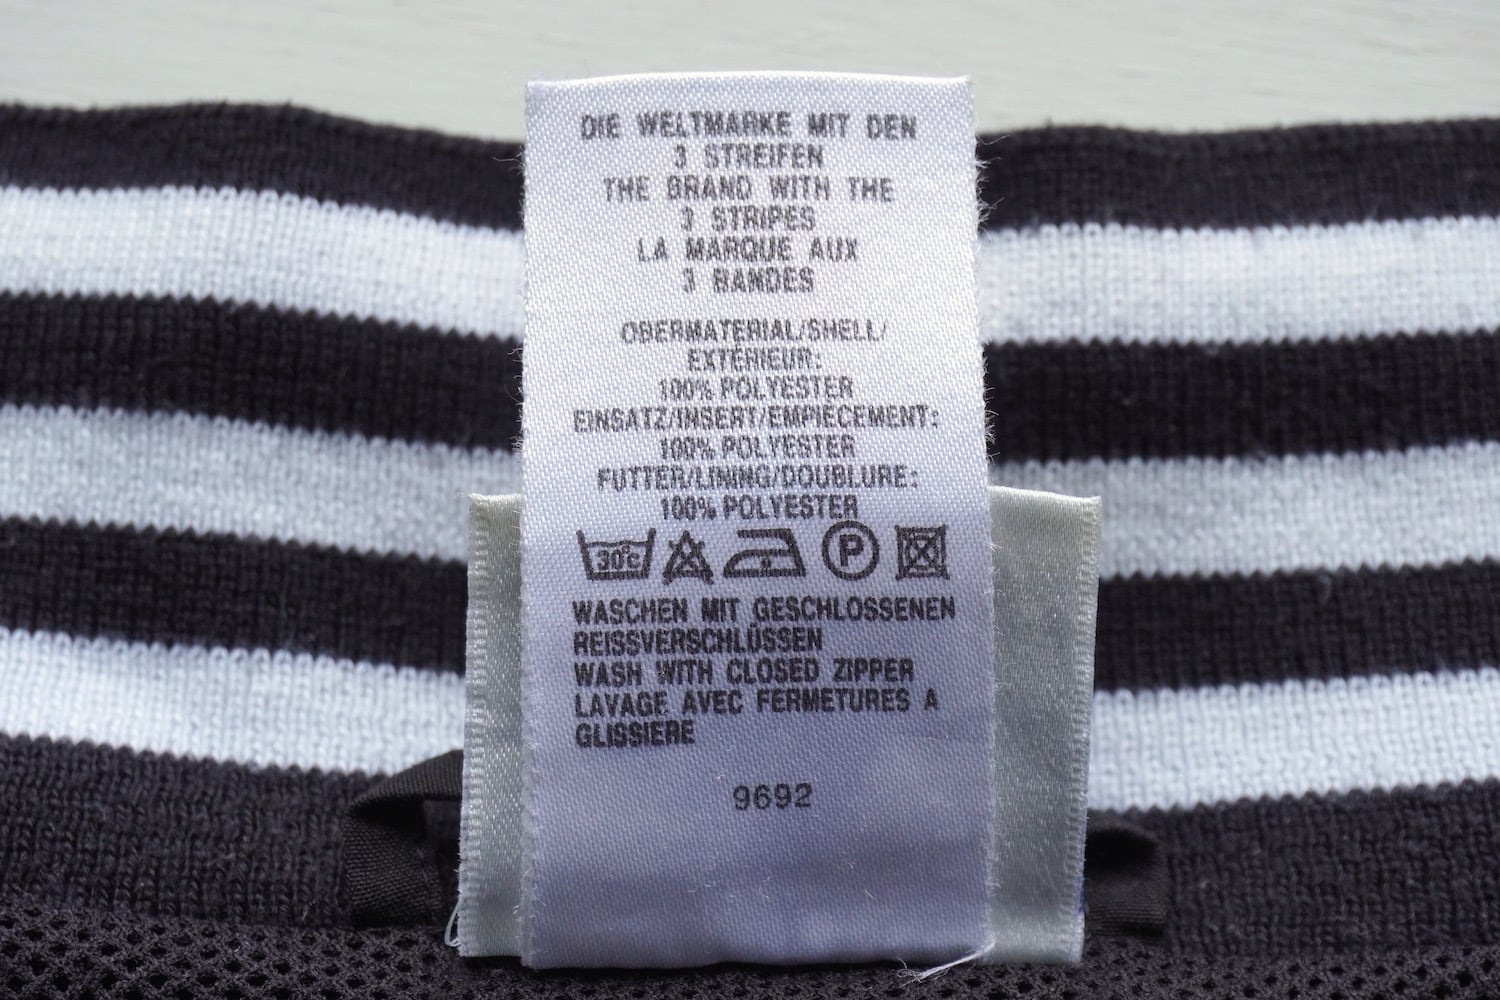 DIE WELTMARKE MIT DEN
3 STREIFEN
THE BRAND WITH THE
3 STRIPES
LA MARQUE AUX
3 BANDES
OBERMATERIAL/SHELL/
EXTÉRIEUR:
100% POLYESTER
EINSATZ/INSERT/EMPIECEMENT:
100% POLYESTER
FUTTER/LINING/DOUBLURE:
100% POLYESTER
30°C P
WASCHEN MIT GESCHLOSSENEN
REISSVERSCHLÜSSEN
WASH WITH CLOSED ZIPPER
LAVAGE AVEC FERMETURES A
GLISSIERE
9692